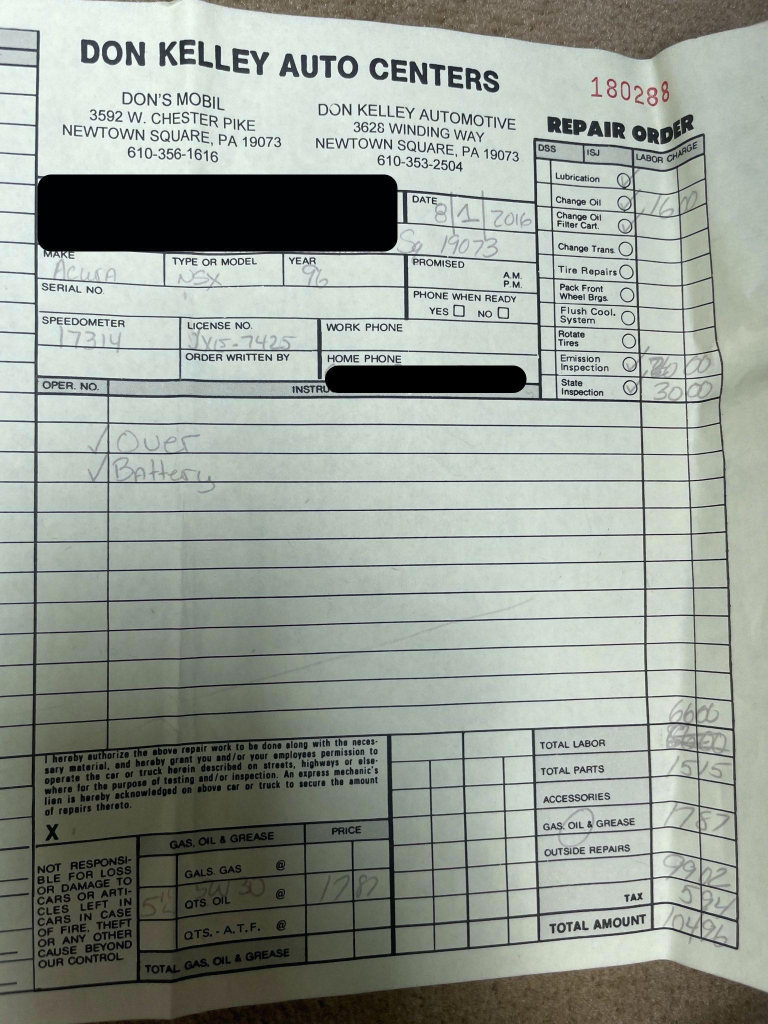 DON KELLEY AUTO CENTERS
180288
DON'S MOBIL
3592 W. CHESTER PIKE
NEWTOWN SQUARE, PA 19073
610-356-1616
DON KELLEY AUTOMOTIVE
3628 WINDING WAY
NEWTOWN SQUARE, PA 19073
610-353-2504
REPAIR ORDER
DSS ISJ LABOR CHARGE
Lubrication
Change Oil 16 00
Change Oil
Filter Cart.
Change Trans.
Tire Repairs
Pack Front
Wheel Brgs.
Flush Cool.
System
Rotate
Tires
Emission
Inspection 20 00
State
Inspection 30 00
DATE 8/1/2016
Sq 19073
MAKE Acura
TYPE OR MODEL NSX
YEAR 96
PROMISED
A.M.
P.M.
SERIAL NO.
PHONE WHEN READY
YES NO
SPEEDOMETER 17314
LICENSE NO. -7425
WORK PHONE
ORDER WRITTEN BY
HOME PHONE
OPER. NO. INSTRU
✓ Over
✓ Battery
I hereby authorize the above repair work to be done along with the neces-
sary material, and hereby grant you and/or your employees permission to
operate the car or truck herein described on streets, highways or else-
where for the purpose of testing and/or inspection. An express mechanic's
lien is hereby acknowledged on above car or truck to secure the amount
of repairs thereto.
X
NOT RESPONSI-
BLE FOR LOSS
OR DAMAGE TO
CARS OR ARTI-
CLES LEFT IN
CARS IN CASE
OF FIRE, THEFT
OR ANY OTHER
CAUSE BEYOND
OUR CONTROL
GAS, OIL & GREASE PRICE
GALS. GAS @
QTS. OIL 5W30 @ 17 87
QTS. - A.T.F. @
TOTAL GAS, OIL & GREASE
66 00
TOTAL LABOR
TOTAL PARTS 15 15
ACCESSORIES
GAS, OIL & GREASE 17 87
OUTSIDE REPAIRS
99 02
TAX 5 94
TOTAL AMOUNT 104 96